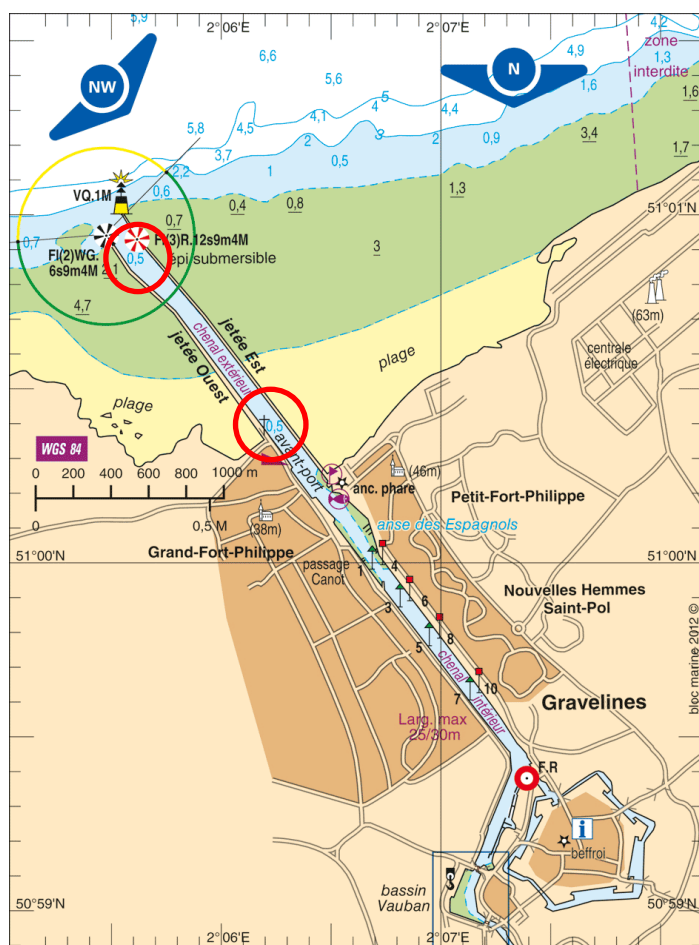 5,9
2°06'E
2°07'E
4,2
6,6
4,9
zone
1,3
interdite
NW
N
5,6
1,6
1,6
5
4
4,1
4,4
4,5
5,8
3
2
2
0,9
3,4
3,7
0,5
1,7
2,2
1
0,6
1,3
VQ.1M
0,4
0,8
0,7
51°01'N
0,7
Fl(3)R.12s9m4M
3
Fl(2)WG.
6s9m4M
2,1
0,5
épi submersible
4,7
(63m)
jetée Est
chenal extérieur
jetée Ouest
centrale
électrique
plage
plage
0,5
WGS 84
avant-port
0 200 400 600 800 1000 m
(46m)
anc. phare
Petit-Fort-Philippe
0
0,5 M
(38m)
anse des Espagnols
Grand-Fort-Philippe
51°00'N
51°00'N
passage
Canot
1
4
Nouvelles Hemmes
Saint-Pol
3
6
5
8
bloc marine 2012 ©
chenal intérieur
7
10
Gravelines
Larg. max
25/30m
F.R
i
beffroi
bassin
Vauban
50°59'N
50°59'N
2°06'E
2°07'E